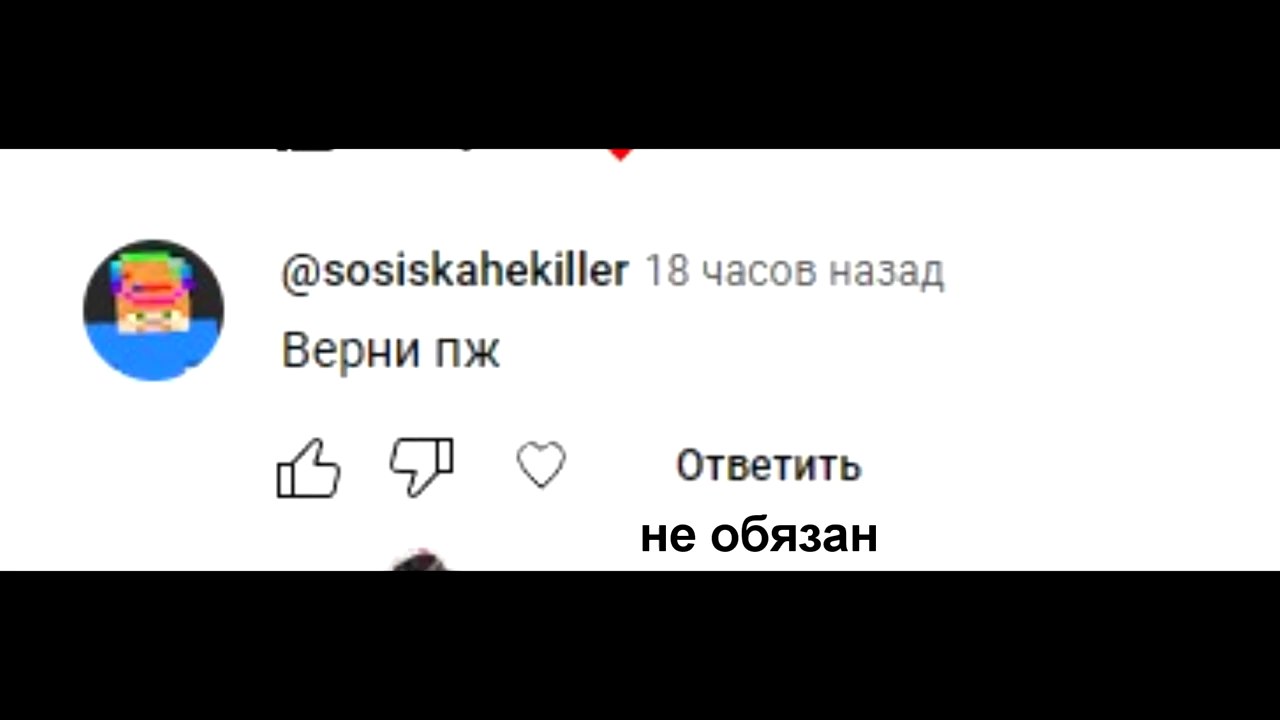 @sosiskahekiller 18 часов назад
Верни пж
Ответить
не обязан